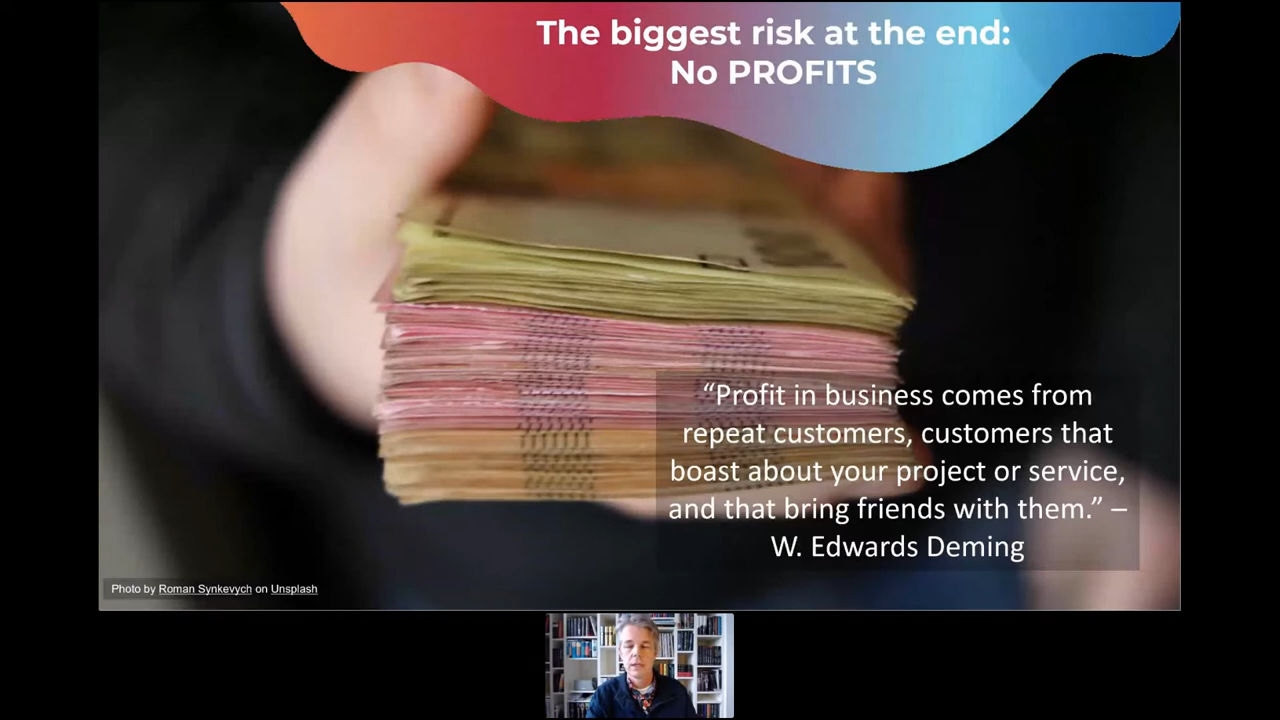 The biggest risk at the end:
No PROFITS
“Profit in business comes from
repeat customers, customers that
boast about your project or service,
and that bring friends with them.” –
W. Edwards Deming
Photo by Roman Synkevych on Unsplash